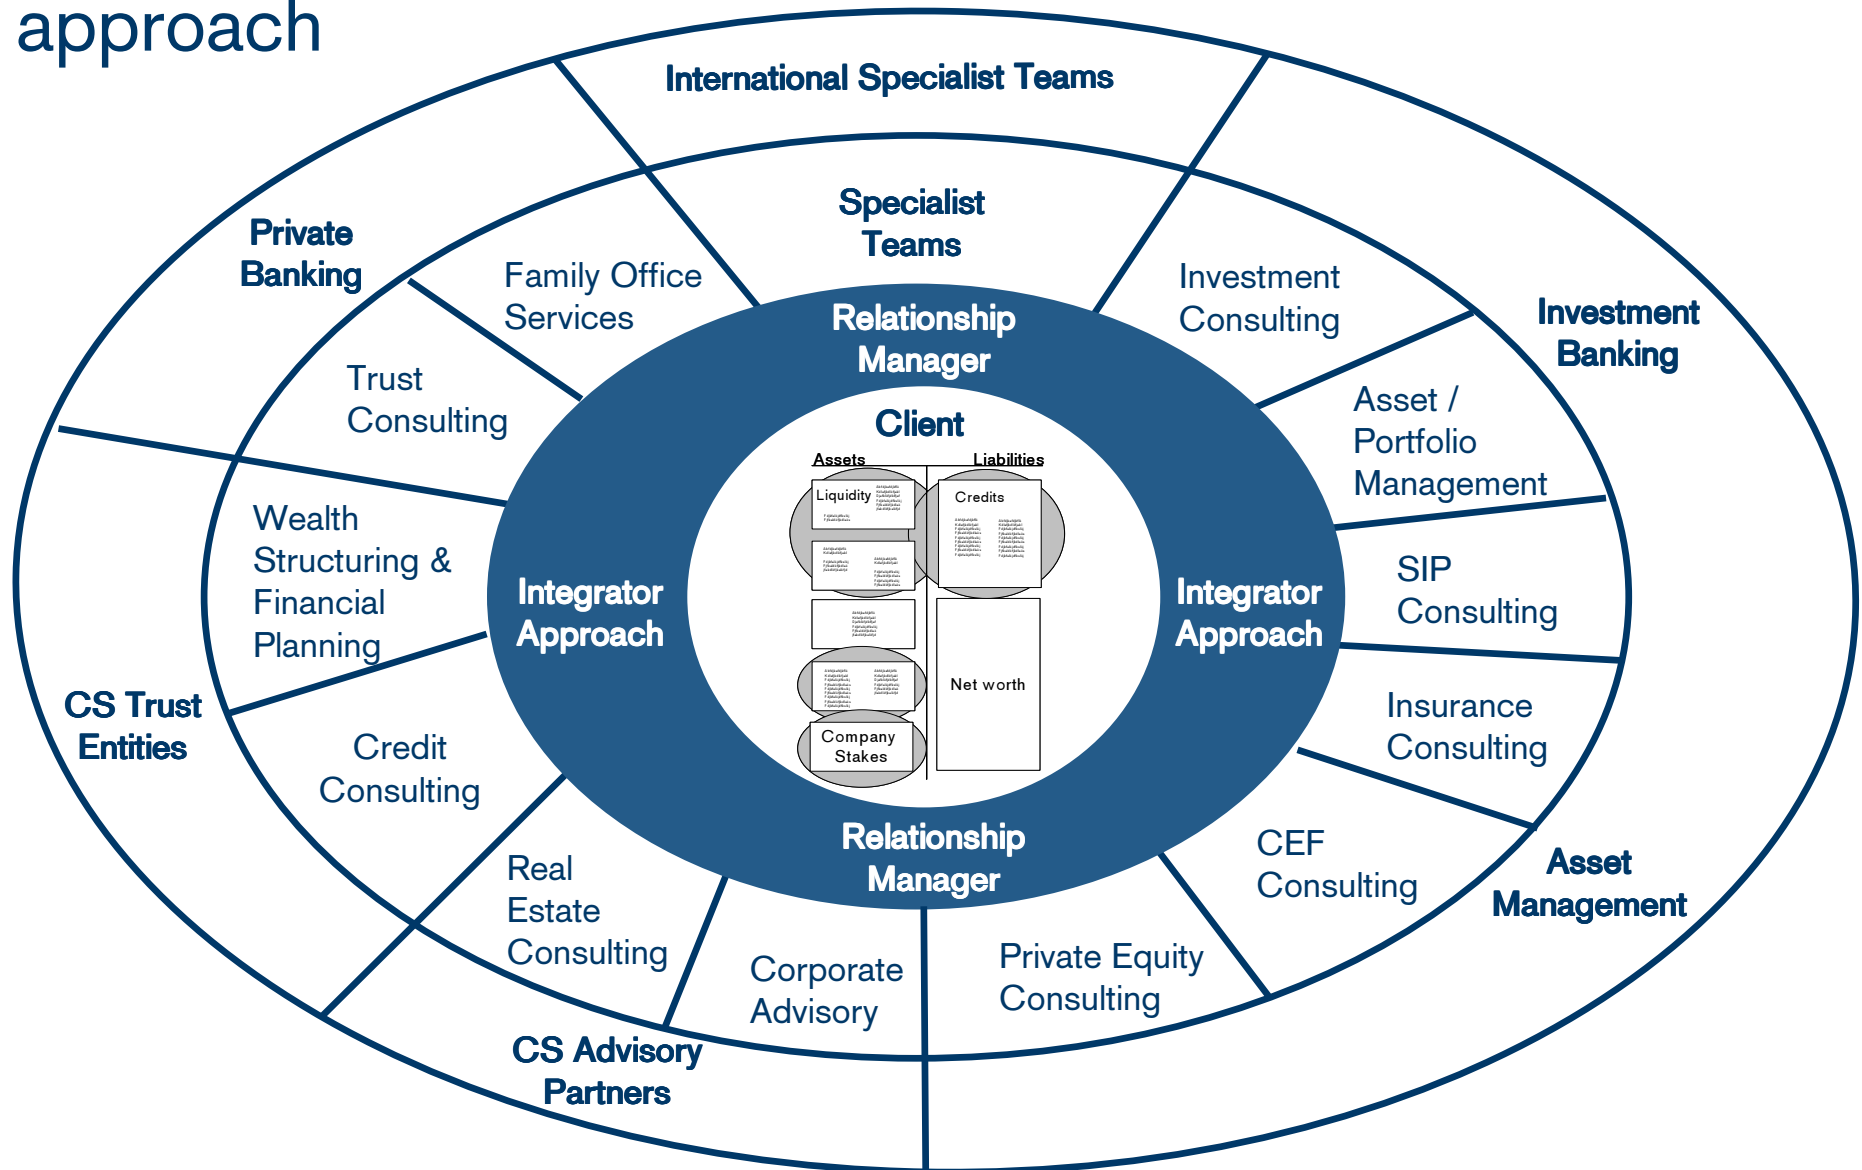 approach
International Specialist Teams
Specialist
Teams
Private
Banking
Family Office
Services
Investment
Consulting
Investment
Banking
Relationship
Manager
Trust
Consulting
Asset /
Portfolio
Management
Client
Assets
Liabilities
Liquidity
Credits
Wealth
Structuring &
Financial
Planning
Integrator
Approach
Integrator
Approach
SIP
Consulting
Net worth
CS Trust
Entities
Insurance
Consulting
Company
Stakes
Credit
Consulting
Relationship
Manager
CEF
Consulting
Asset
Management
Real
Estate
Consulting
Corporate
Advisory
Private Equity
Consulting
CS Advisory
Partners